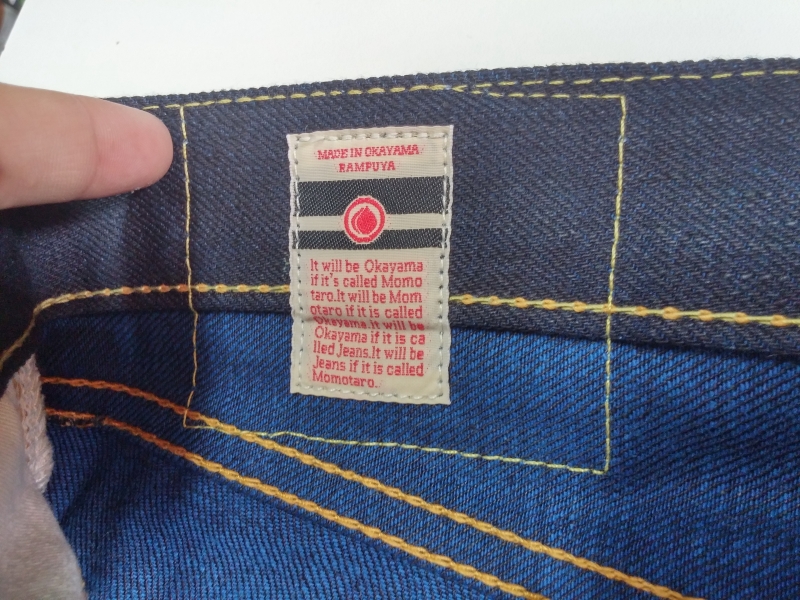 MADE IN OKAYAMA
RAMPUYA
It will be Okayama
if it's called Momo
taro.It will be Mom
otaro if it is called
Okayama.It will be
Okayama if it is ca
lled Jeans.It will be
Jeans if it is called
Momotaro.